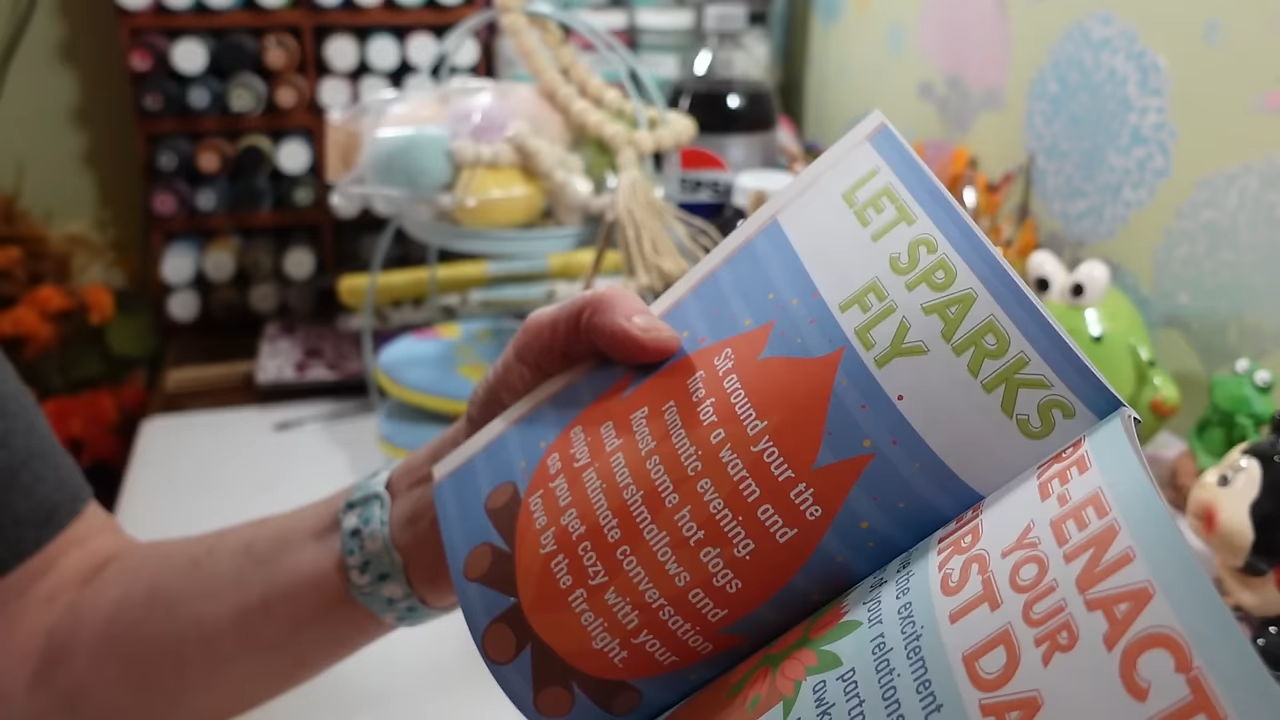 LET SPARKS
FLY
Sit around your the
fire for a warm and
romantic evening.
Roast some hot dogs
and marshmallows and
enjoy intimate conversation
as you get cozy with your
love by the firelight.
RE-ENACT
YOUR
FIRST DA
the excitement
of your relations
partn
awk